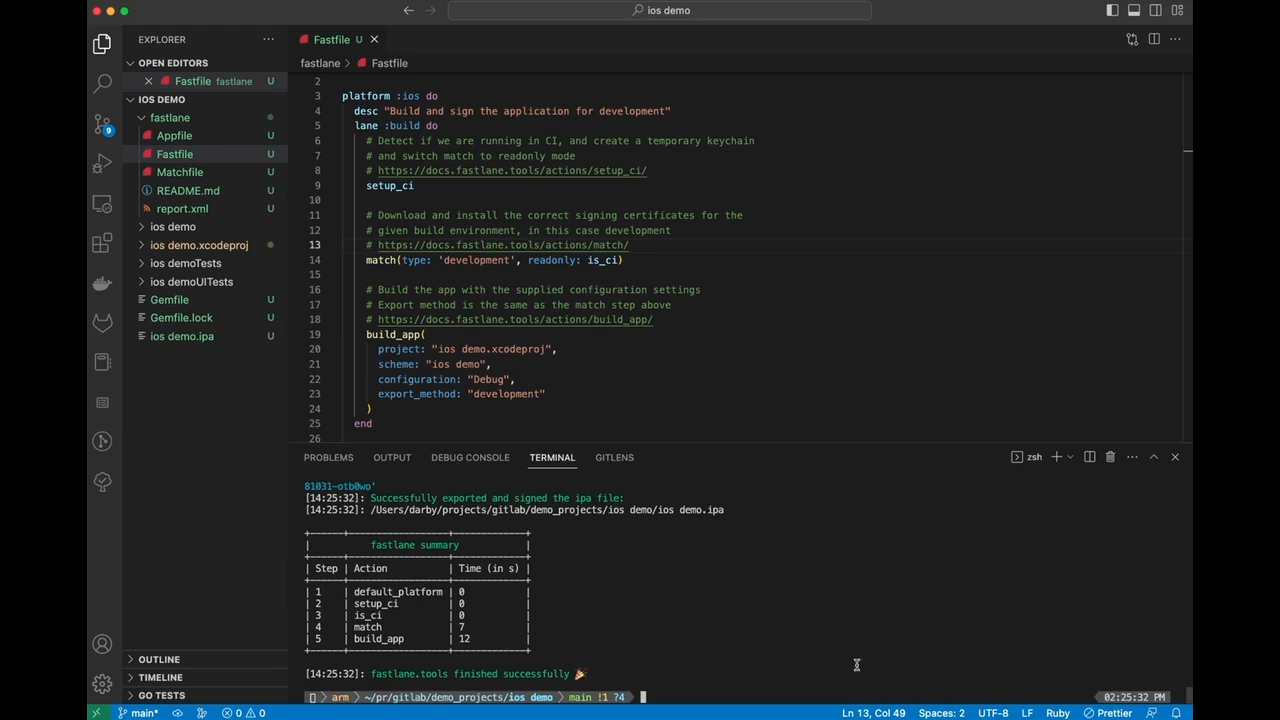 ios demo
EXPLORER
OPEN EDITORS
Fastfile fastlane U
IOS DEMO
fastlane
Appfile U
Fastfile U
Matchfile U
README.md U
report.xml U
ios demo
ios demo.xcodeproj
ios demoTests
ios demoUITests
Gemfile U
Gemfile.lock U
ios demo.ipa U
OUTLINE
TIMELINE
GO TESTS
9
Fastfile U
fastlane > Fastfile
2
3 platform :ios do
4 desc "Build and sign the application for development"
5 lane :build do
6 # Detect if we are running in CI, and create a temporary keychain
7 # and switch match to readonly mode
8 # https://docs.fastlane.tools/actions/setup_ci/
9 setup_ci
10
11 # Download and install the correct signing certificates for the
12 # given build environment, in this case development
13 # https://docs.fastlane.tools/actions/match/
14 match(type: 'development', readonly: is_ci)
15
16 # Build the app with the supplied configuration settings
17 # Export method is the same as the match step above
18 # https://docs.fastlane.tools/actions/build_app/
19 build_app(
20 project: "ios demo.xcodeproj",
21 scheme: "ios demo",
22 configuration: "Debug",
23 export_method: "development"
24 )
25 end
26
PROBLEMS OUTPUT DEBUG CONSOLE TERMINAL GITLENS
zsh
81031-otb0wo'
[14:25:32]: Successfully exported and signed the ipa file:
[14:25:32]: /Users/darby/projects/gitlab/demo_projects/ios demo/ios demo.ipa
fastlane summary
| Step | Action | Time (in s) |
| 1 | default_platform | 0 |
| 2 | setup_ci | 0 |
| 3 | is_ci | 0 |
| 4 | match | 7 |
| 5 | build_app | 12 |
[14:25:32]: fastlane.tools finished successfully 🎉
arm ~/pr/gitlab/demo_projects/ios demo main !1 ?4 02:25:32 PM
main* 0 0 Ln 13, Col 49 Spaces: 2 UTF-8 LF Ruby Prettier